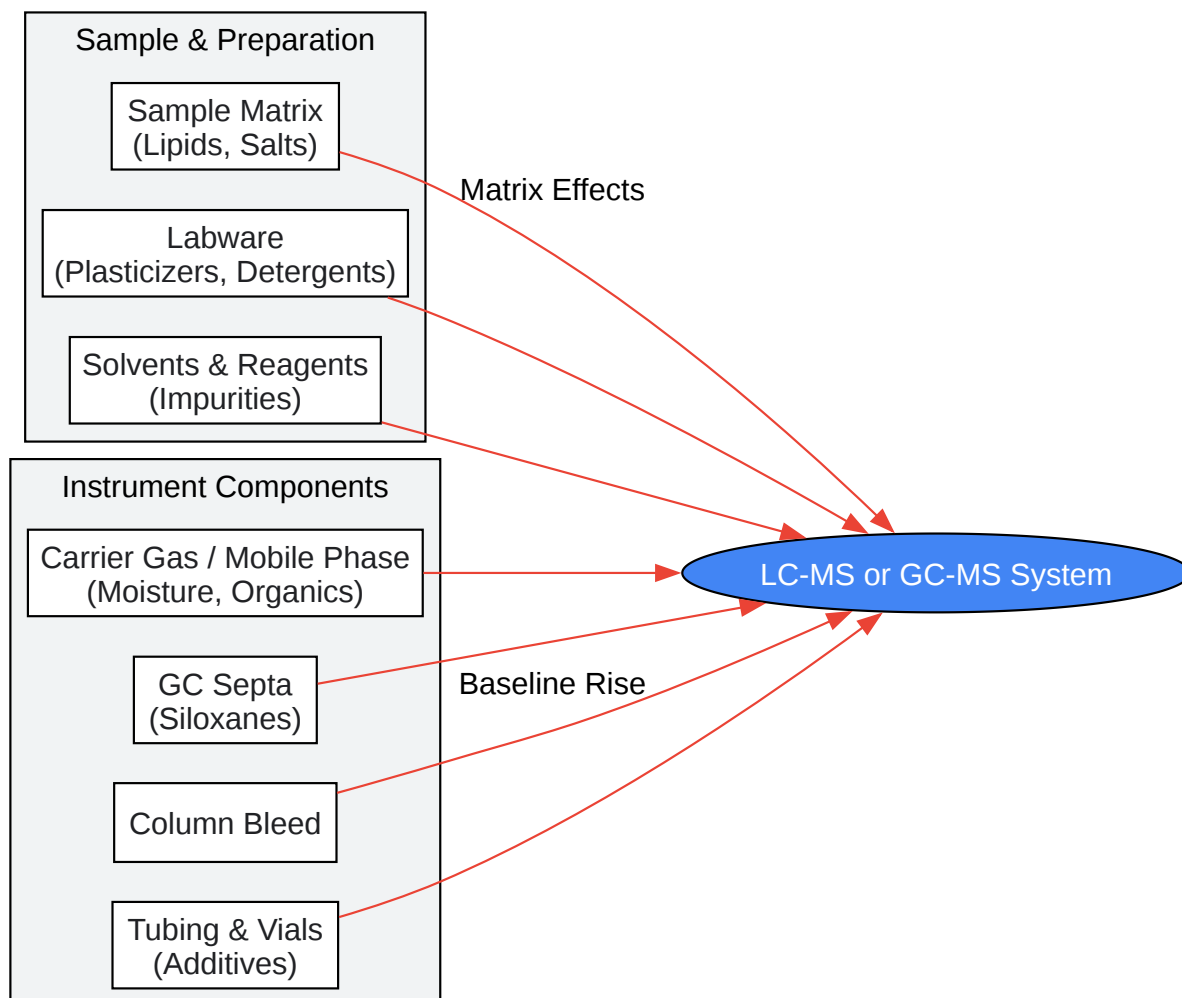 Sample & Preparation
Sample Matrix
(Lipids, Salts)
Matrix Effects
Labware
(Plasticizers, Detergents)
Solvents & Reagents
(Impurities)
Instrument Components
Carrier Gas / Mobile Phase
(Moisture, Organics)
LC-MS or GC-MS System
GC Septa
(Siloxanes)
Baseline Rise
Column Bleed
Tubing & Vials
(Additives)